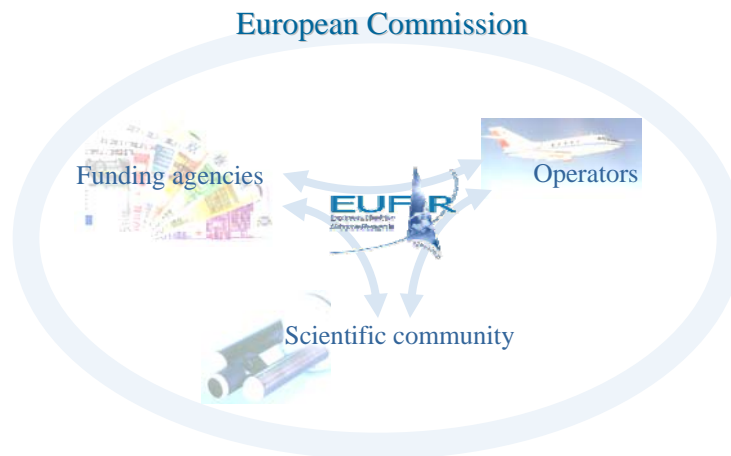 European Commission
Funding agencies
Operators
EUFAR
Scientific community